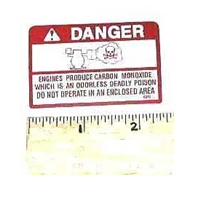 DANGER
ENGINES PRODUCE CARBON MONOXIDE
WHICH IS AN ODORLESS DEADLY POISON
DO NOT OPERATE IN AN ENCLOSED AREA
1 2